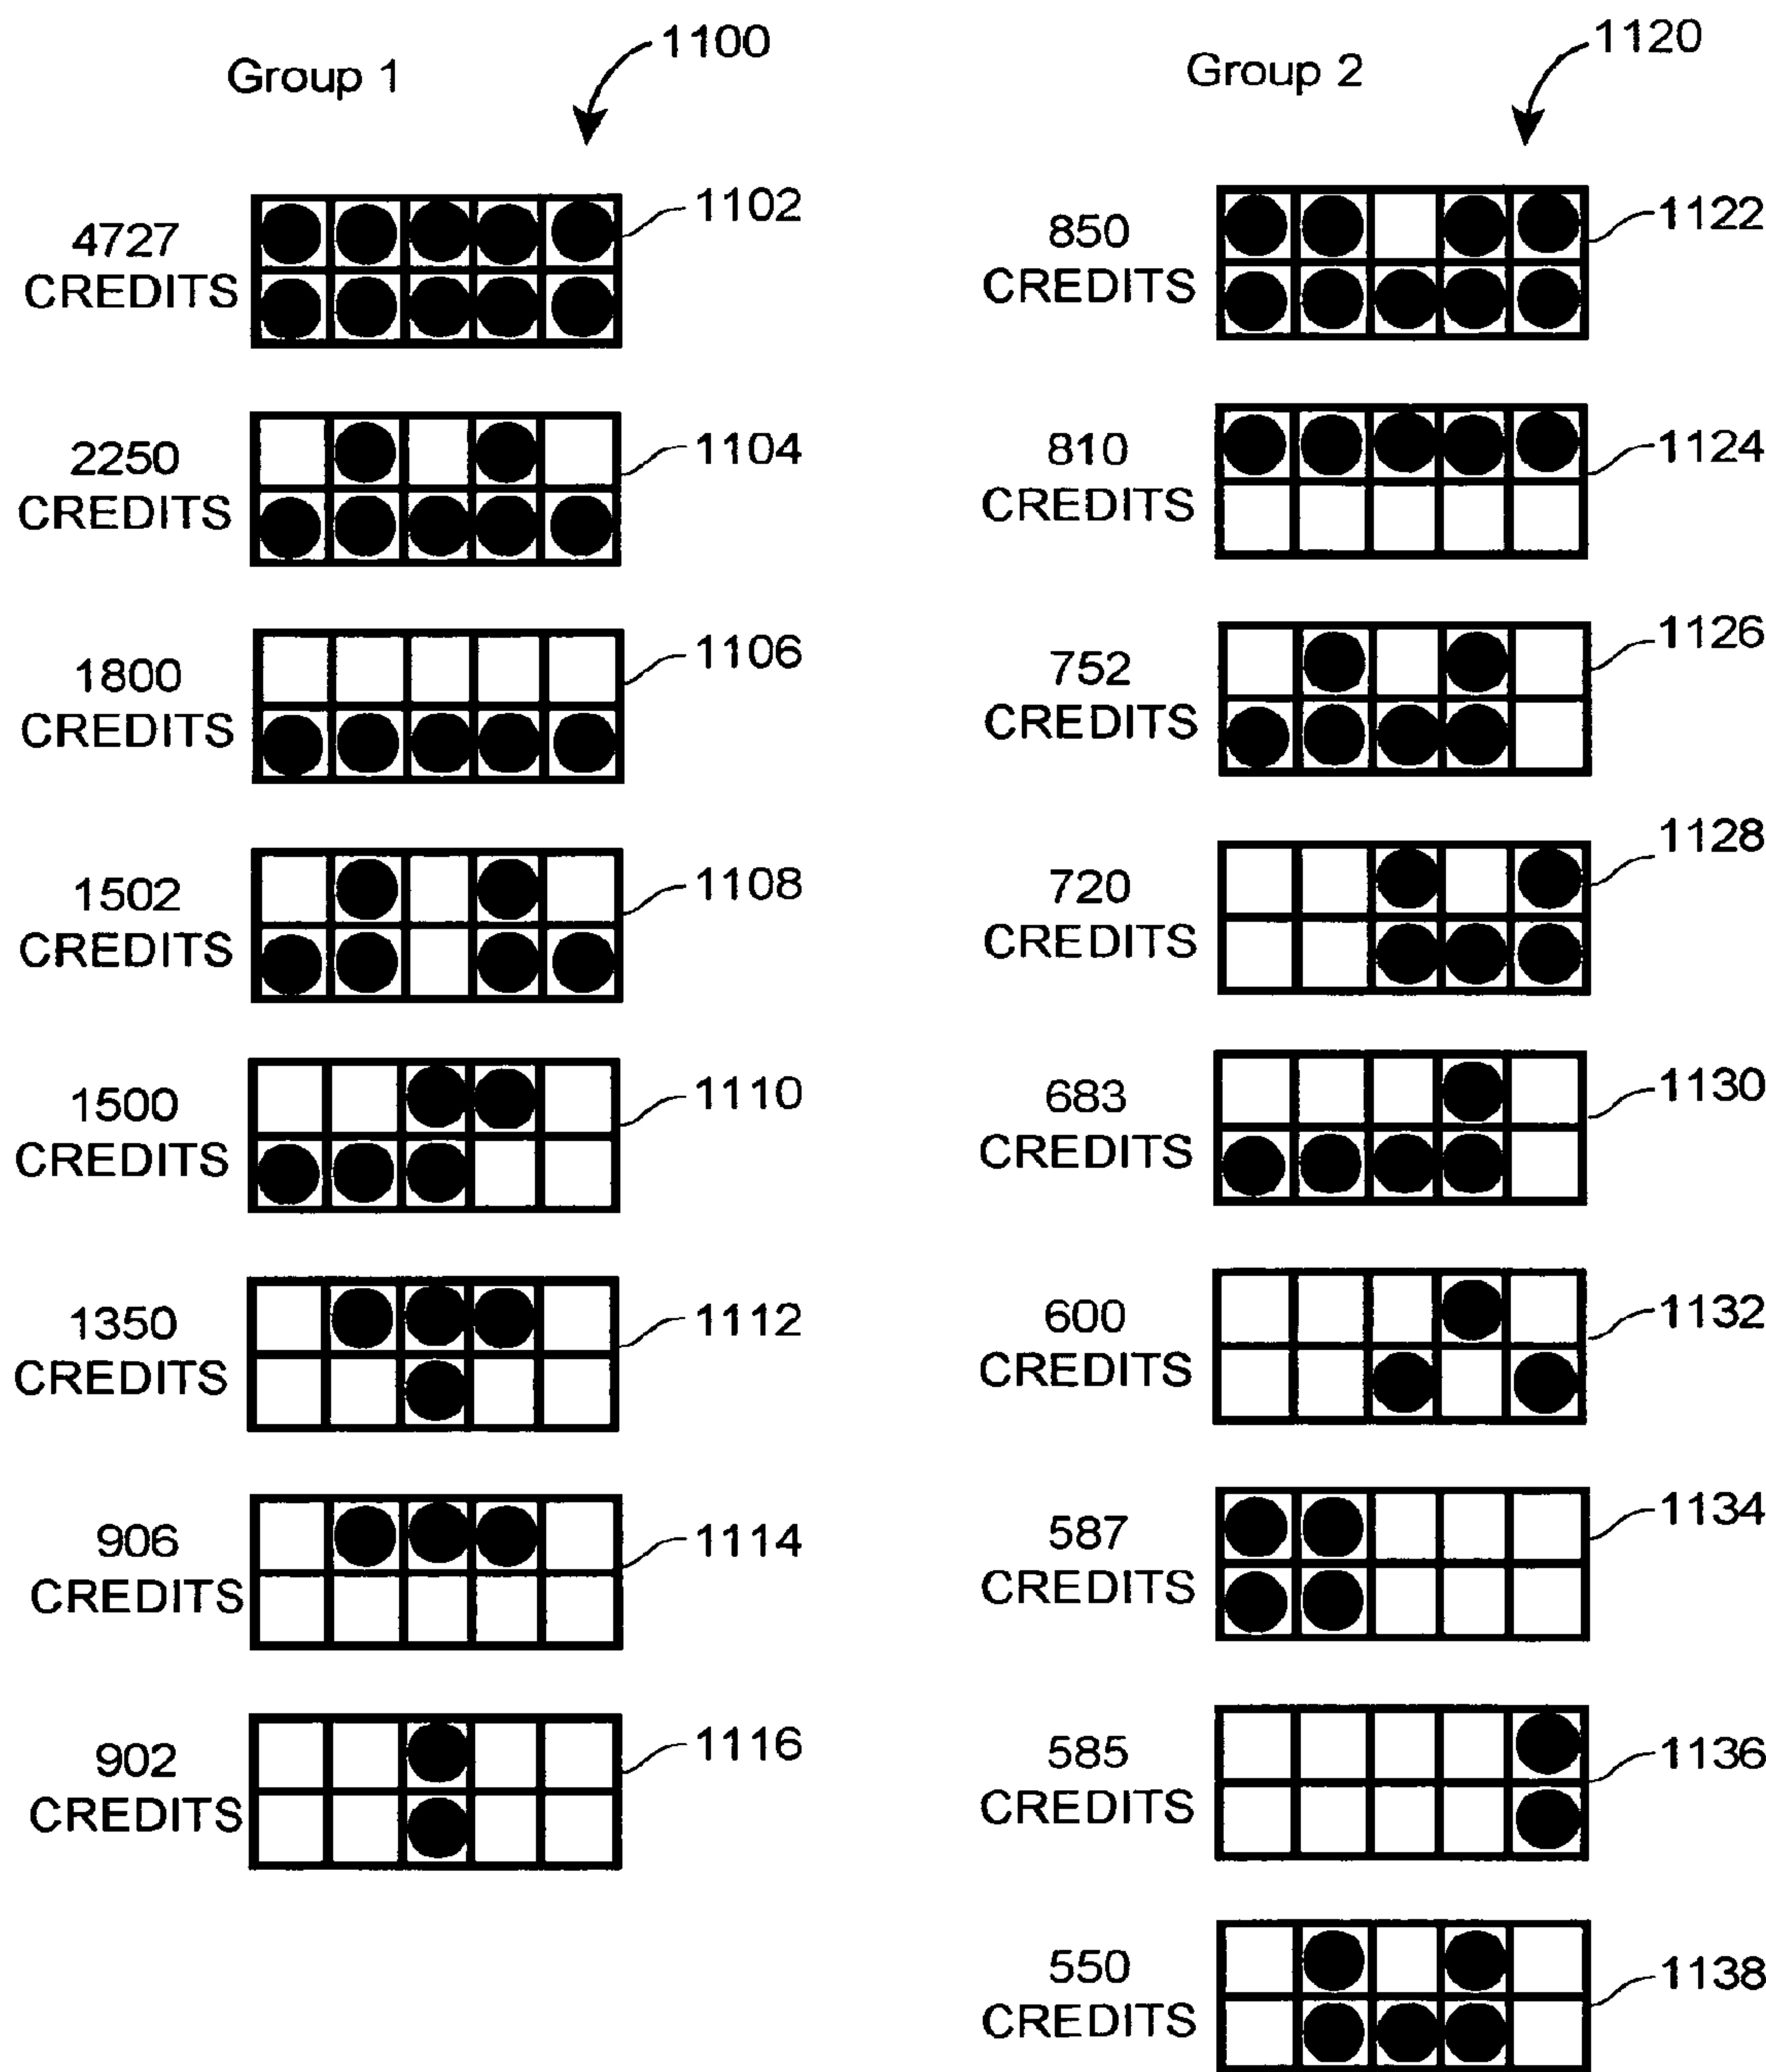 Group 1
1100
4727
CREDITS
1102
2250
CREDITS
1104
1800
CREDITS
1106
1502
CREDITS
1108
1500
CREDITS
1110
1350
CREDITS
1112
906
CREDITS
1114
902
CREDITS
1116
Group 2
1120
850
CREDITS
1122
810
CREDITS
1124
752
CREDITS
1126
720
CREDITS
1128
683
CREDITS
1130
600
CREDITS
1132
587
CREDITS
1134
585
CREDITS
1136
550
CREDITS
1138